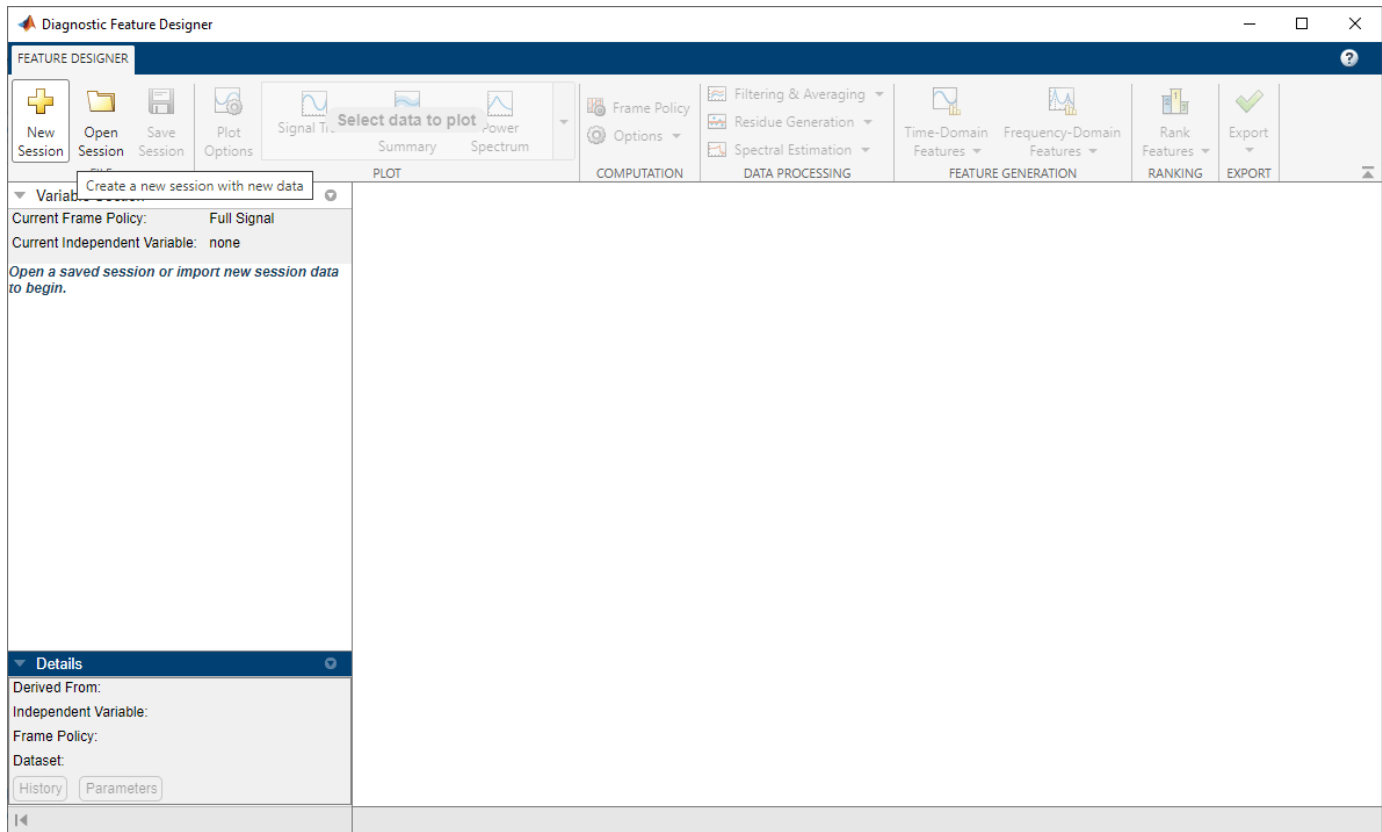 Diagnostic Feature Designer
FEATURE DESIGNER
New Session
Open Session
Save Session
Plot Options
Signal
Select data to plot
Summary
Power Spectrum
Frame Policy
Options
Filtering & Averaging
Residue Generation
Spectral Estimation
Time-Domain Features
Frequency-Domain Features
Rank Features
Export
PLOT
COMPUTATION
DATA PROCESSING
FEATURE GENERATION
RANKING
EXPORT
Create a new session with new data
Current Frame Policy: Full Signal
Current Independent Variable: none
Open a saved session or import new session data
to begin.
Details
Derived From:
Independent Variable:
Frame Policy:
Dataset:
History Parameters